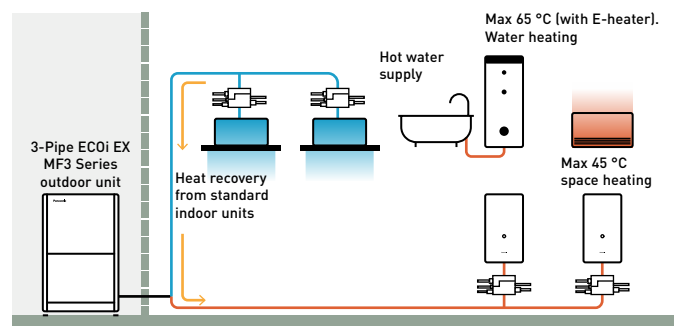 Max 65 °C (with E-heater).
Water heating
Hot water
supply
3-Pipe ECOi EX
MF3 Series
outdoor unit
Heat recovery
from standard
indoor units
Max 45 °C
space heating
Panasonic